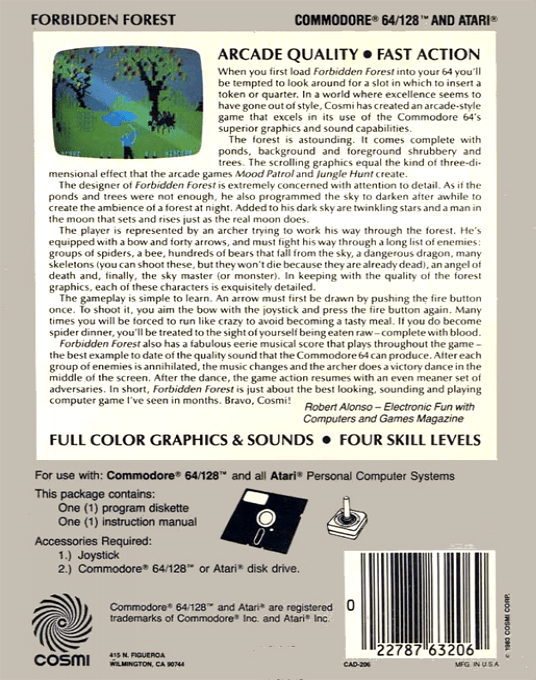 FORBIDDEN FOREST
COMMODORE® 64/128™ AND ATARI®
ARCADE QUALITY ● FAST ACTION
When you first load Forbidden Forest into your 64 you'll
be tempted to look around for a slot in which to insert a
token or quarter. In a world where excellence seems to
have gone out of style, Cosmi has created an arcade-style
game that excels in its use of the Commodore 64's
superior graphics and sound capabilities.
The forest is astounding. It comes complete with
ponds, background and foreground shrubbery and
trees. The scrolling graphics equal the kind of three-di-
mensional effect that the arcade games Mood Patrol and Jungle Hunt create.
The designer of Forbidden Forest is extremely concerned with attention to detail. As if the
ponds and trees were not enough, he also programmed the sky to darken after awhile to
create the ambience of a forest at night. Added to his dark sky are twinkling stars and a man in
the moon that sets and rises just as the real moon does.
The player is represented by an archer trying to work his way through the forest. He's
equipped with a bow and forty arrows, and must fight his way through a long list of enemies:
groups of spiders, a bee, hundreds of bears that fall from the sky, a dangerous dragon, many
skeletons (you can shoot these, but they won't die because they are already dead), an angel of
death and, finally, the sky master (or monster). In keeping with the quality of the forest
graphics, each of these characters is exquisitely detailed.
The gameplay is simple to learn. An arrow must first be drawn by pushing the fire button
once. To shoot it, you aim the bow with the joystick and press the fire button again. Many
times you will be forced to run like crazy to avoid becoming a tasty meal. If you do become
spider dinner, you'll be treated to the sight of yourself being eaten raw – complete with blood.
Forbidden Forest also has a fabulous eerie musical score that plays throughout the game –
the best example to date of the quality sound that the Commodore 64 can produce. After each
group of enemies is annihilated, the music changes and the archer does a victory dance in the
middle of the screen. After the dance, the game action resumes with an even meaner set of
adversaries. In short, Forbidden Forest is just about the best looking, sounding and playing
computer game I've seen in months. Bravo, Cosmi!
Robert Alonso – Electronic Fun with
Computers and Games Magazine
FULL COLOR GRAPHICS & SOUNDS ● FOUR SKILL LEVELS
For use with: Commodore® 64/128™ and all Atari® Personal Computer Systems
This package contains:
One (1) program diskette
One (1) instruction manual
Accessories Required:
1.) Joystick
2.) Commodore® 64/128™ or Atari® disk drive.
Commodore® 64/128™ and Atari® are registered
trademarks of Commodore® Inc. and Atari® Inc.
COSMI
415 N. FIGUEROA
WILMINGTON, CA 90744
0 22787 63206
CAD-206
MFG. IN U.S.A
© 1983 COSMI CORP.